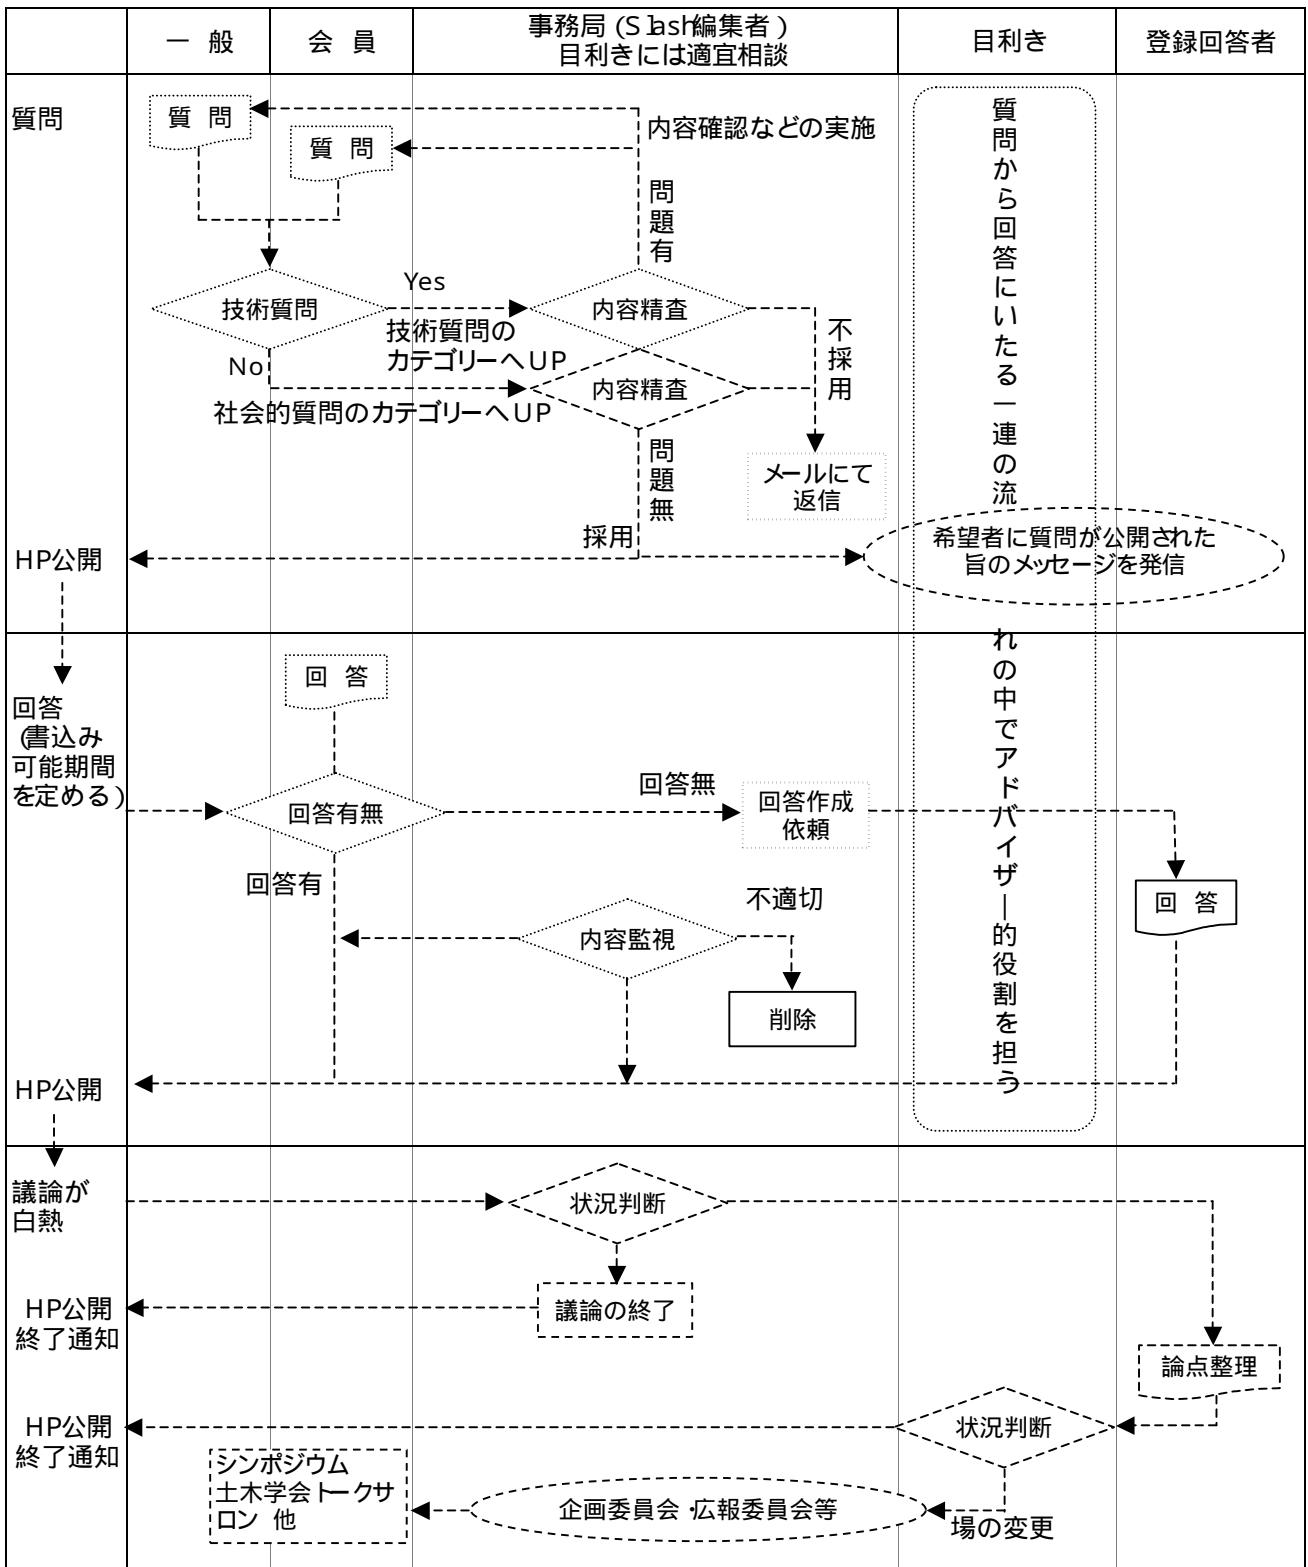 一 般
会 員
事務局（Slash編集者）
目利きには適宜相談
目利き
登録回答者
質問
質 問
質 問
内容確認などの実施
問題有
技術質問
Yes
技術質問の
カテゴリーへUP
No
社会的質問のカテゴリーへUP
内容精査
内容精査
不採用
メールにて
返信
問題無
採用
HP公開
希望者に質問が公開された
旨のメッセージを発信
質問から回答にいたる一連の流
れの中でアドバイザー的役割を担う
回答
（書込み
可能期間
を定める）
回 答
回答有無
回答無
回答作成
依頼
回答有
不適切
内容監視
削除
回 答
HP公開
議論が
白熱
状況判断
議論の終了
HP公開
終了通知
論点整理
状況判断
HP公開
終了通知
シンポジウム
土木学会トークサ
ロン 他
企画委員会・広報委員会等
場の変更